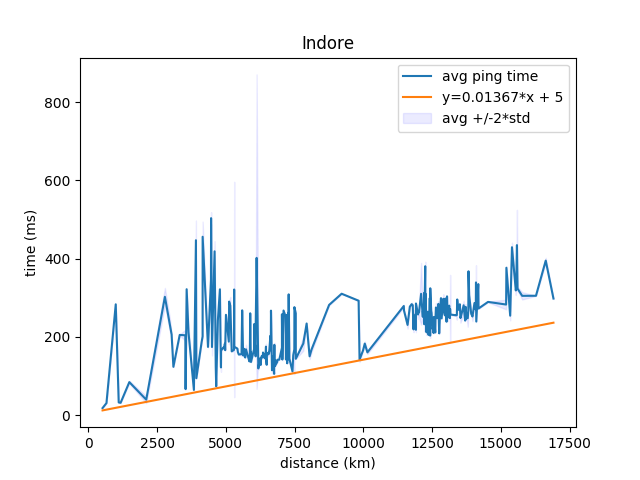 Indore
avg ping time
y=0.01367*x + 5
avg +/-2*std
800
600
400
200
0
time (ms)
0 2500 5000 7500 10000 12500 15000 17500
distance (km)